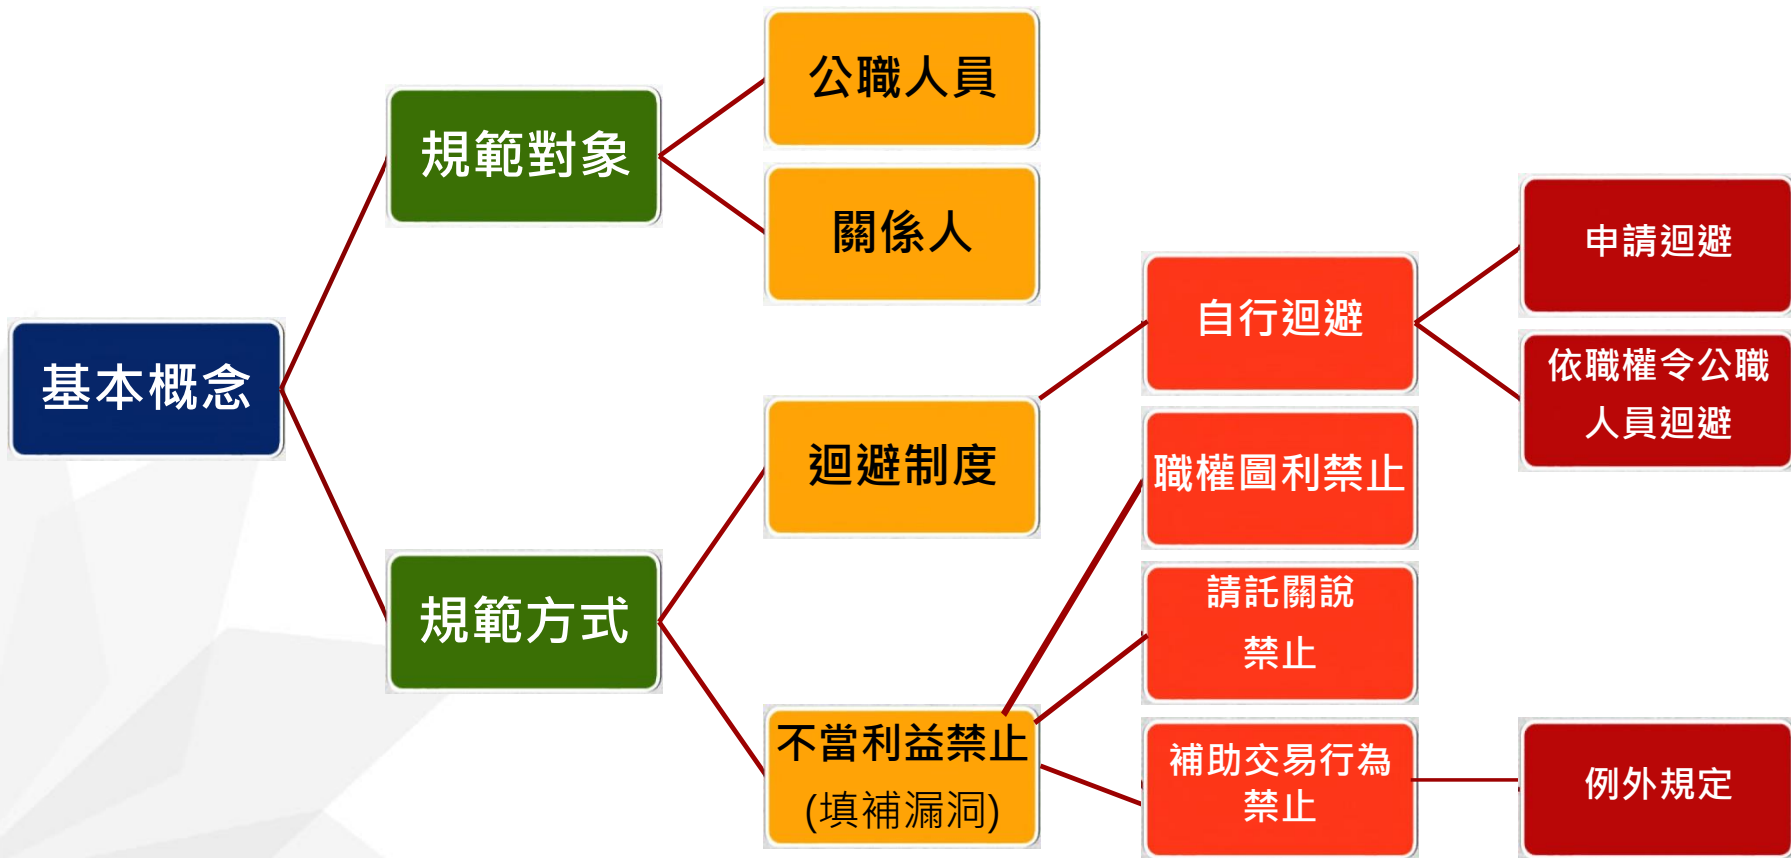 基本概念
規範對象
公職人員
關係人
規範方式
迴避制度
自行迴避
申請迴避
依職權令公職
人員迴避
不當利益禁止
(填補漏洞)
職權圖利禁止
請託關說
禁止
補助交易行為
禁止
例外規定